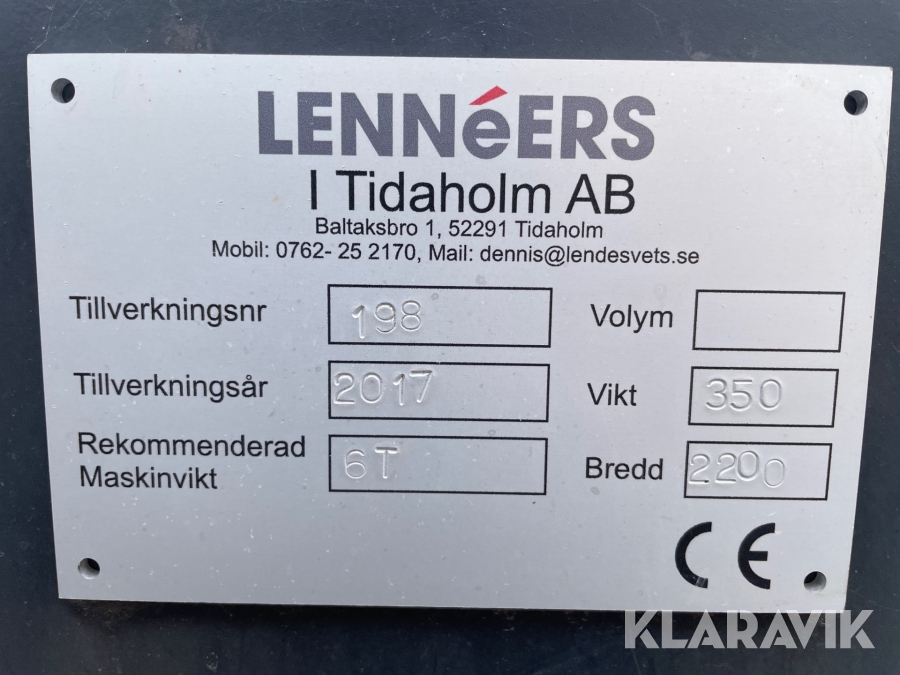 LENNéERS
I Tidaholm AB
Baltaksbro 1, 52291 Tidaholm
Mobil: 0762- 25 2170, Mail: dennis@lendesvets.se
Tillverkningsnr 198 Volym
Tillverkningsår 2017 Vikt 350
Rekommenderad
Maskinvikt 6T Bredd 2200
CE
KLARAVIK